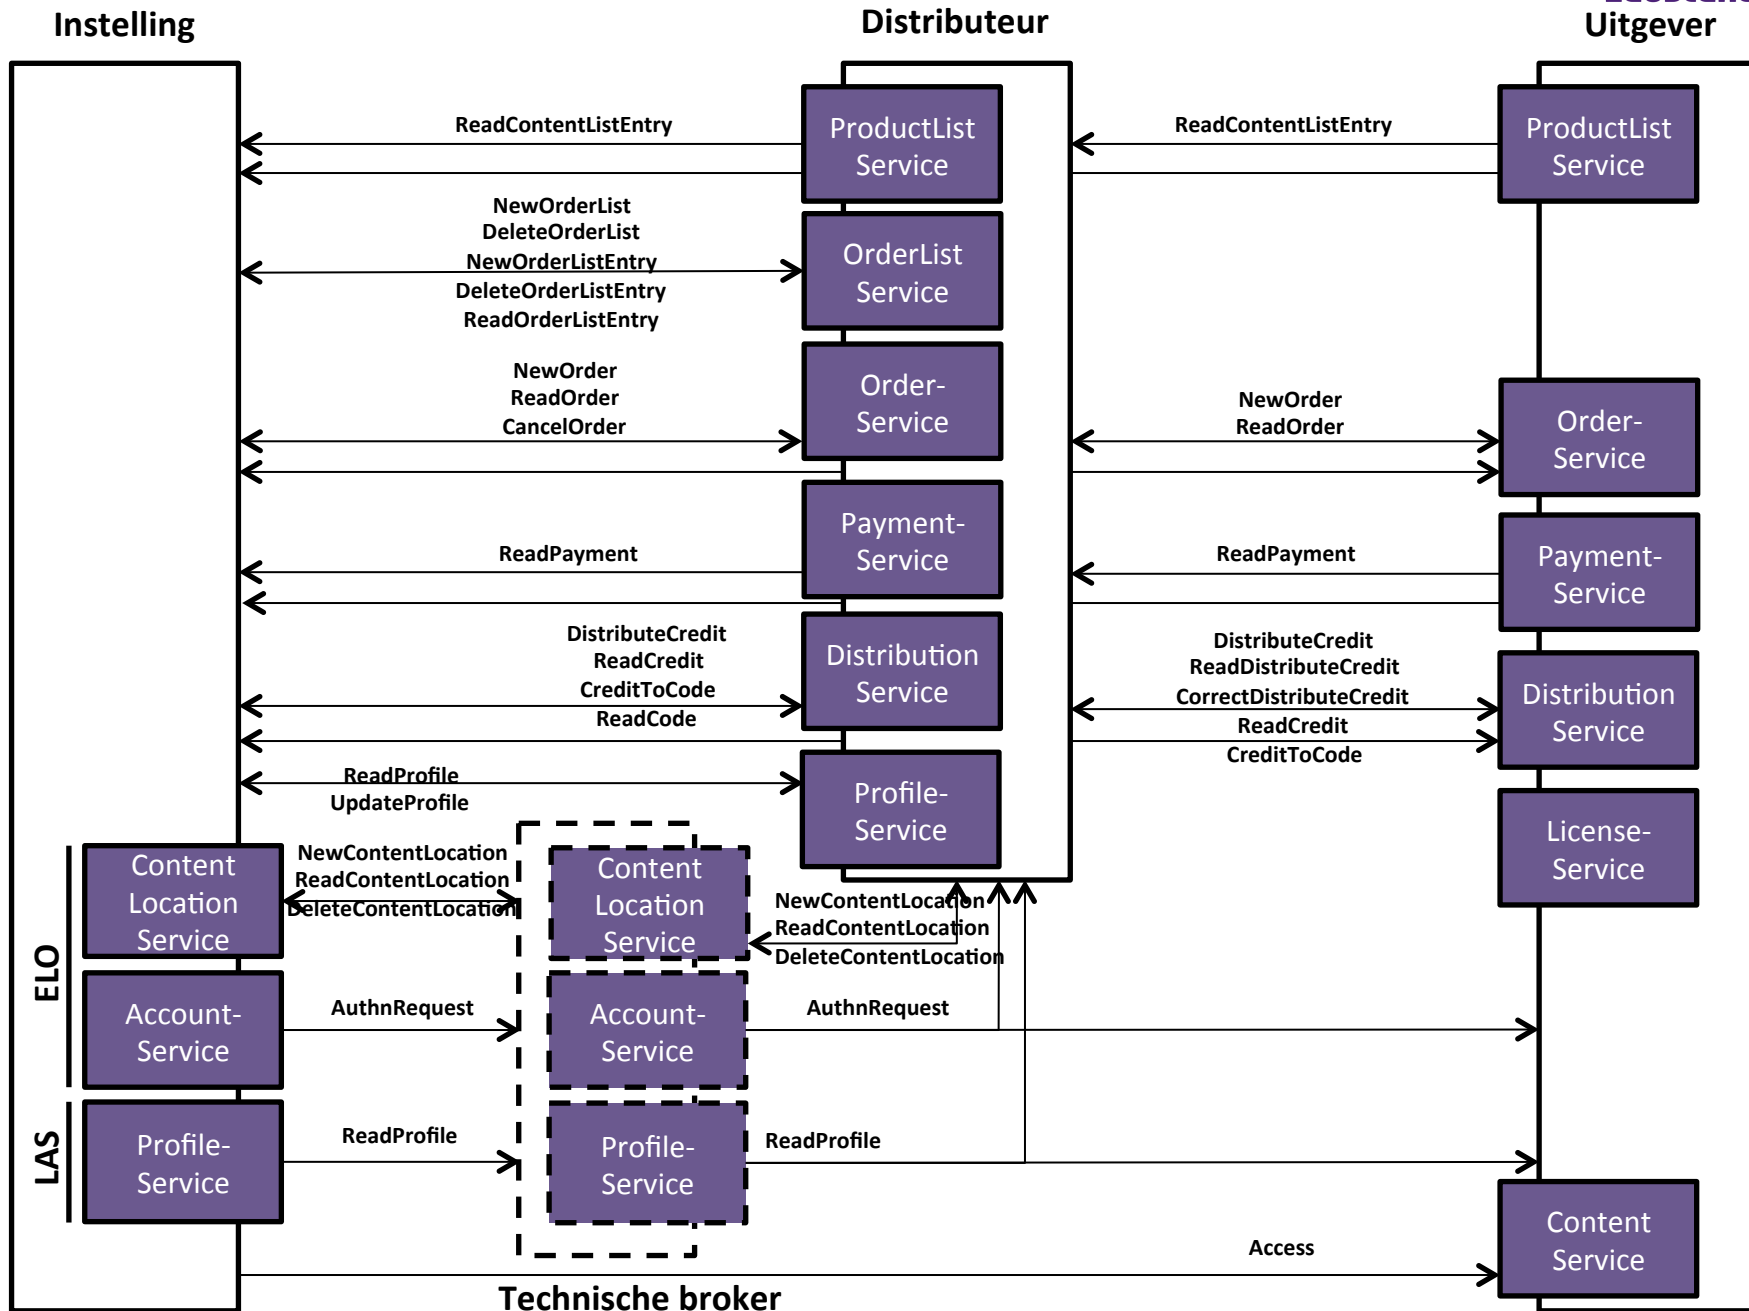 Instelling
Distributeur
Uitgever
ReadContentListEntry
ProductList
Service
ReadContentListEntry
ProductList
Service
NewOrderList
DeleteOrderList
NewOrderListEntry
DeleteOrderListEntry
ReadOrderListEntry
OrderList
Service
NewOrder
ReadOrder
CancelOrder
Order-
Service
NewOrder
ReadOrder
Order-
Service
ReadPayment
Payment-
Service
ReadPayment
Payment-
Service
DistributeCredit
ReadCredit
CreditToCode
ReadCode
Distribution
Service
DistributeCredit
ReadDistributeCredit
CorrectDistributeCredit
ReadCredit
CreditToCode
Distribution
Service
ReadProfile
UpdateProfile
Profile-
Service
License-
Service
ELO
Content
Location
Service
NewContentLocation
ReadContentLocation
DeleteContentLocation
Content
Location
Service
NewContentLocation
ReadContentLocation
DeleteContentLocation
Account-
Service
AuthnRequest
Account-
Service
AuthnRequest
LAS
Profile-
Service
ReadProfile
Profile-
Service
ReadProfile
Access
Content
Service
Technische broker